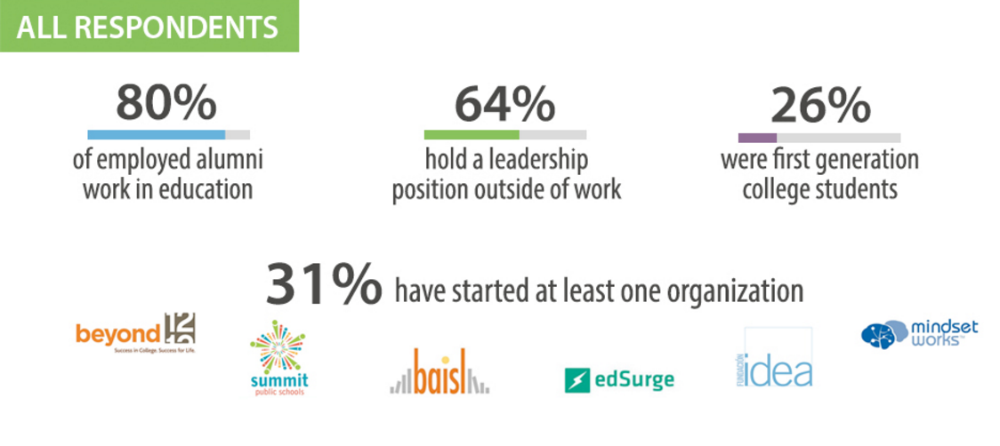 ALL RESPONDENTS
80%
of employed alumni
work in education
64%
hold a leadership
position outside of work
26%
were first generation
college students
31% have started at least one organization
beyond 12
Success in College. Success for Life.
summit
public schools
baisl
edSurge
FUNDACIÓN
idea
mindset
works™